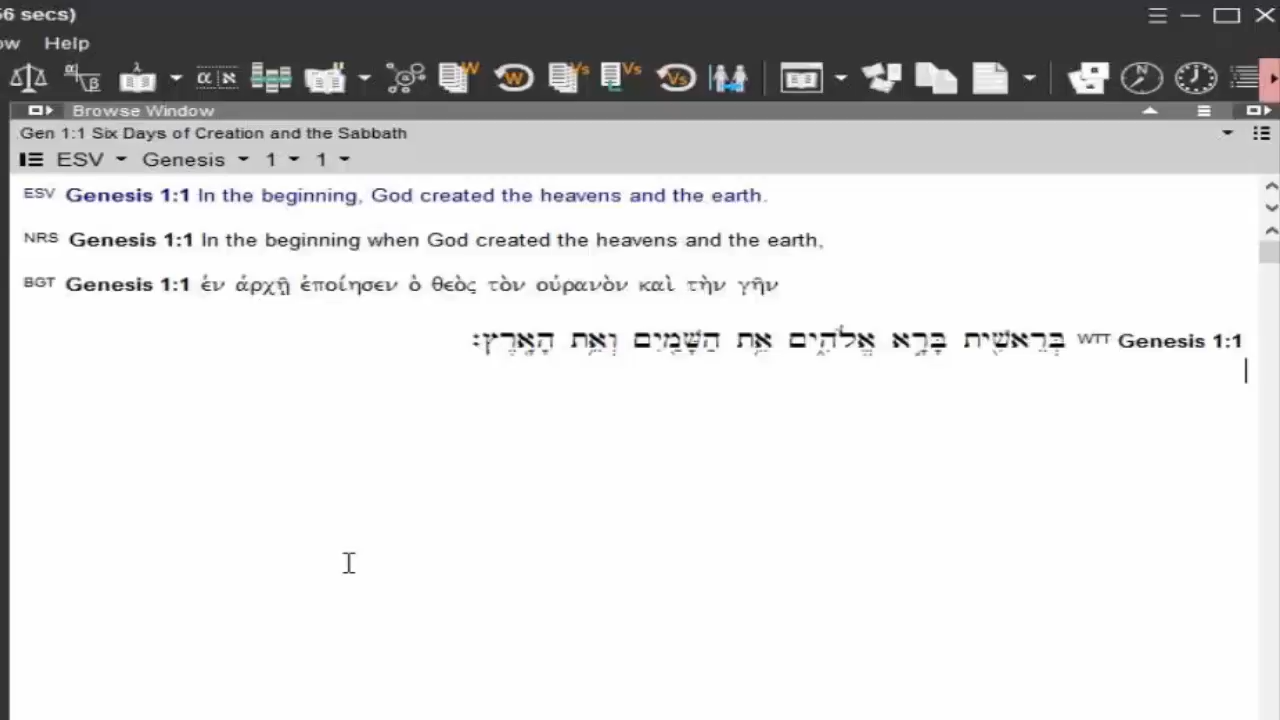 56 secs)
ow Help
Browse Window
Gen 1:1 Six Days of Creation and the Sabbath
ESV Genesis 1 1
ESV Genesis 1:1 In the beginning, God created the heavens and the earth.
NRS Genesis 1:1 In the beginning when God created the heavens and the earth,
BGT Genesis 1:1 ἐν ἀρχῇ ἐποίησεν ὁ θεὸς τὸν οὐρανὸν καὶ τὴν γῆν
WTT Genesis 1:1 בְּרֵאשִׁ֖ית בָּרָ֣א אֱלֹהִ֑ים אֵ֥ת הַשָּׁמַ֖יִם וְאֵ֥ת הָאָֽרֶץ׃